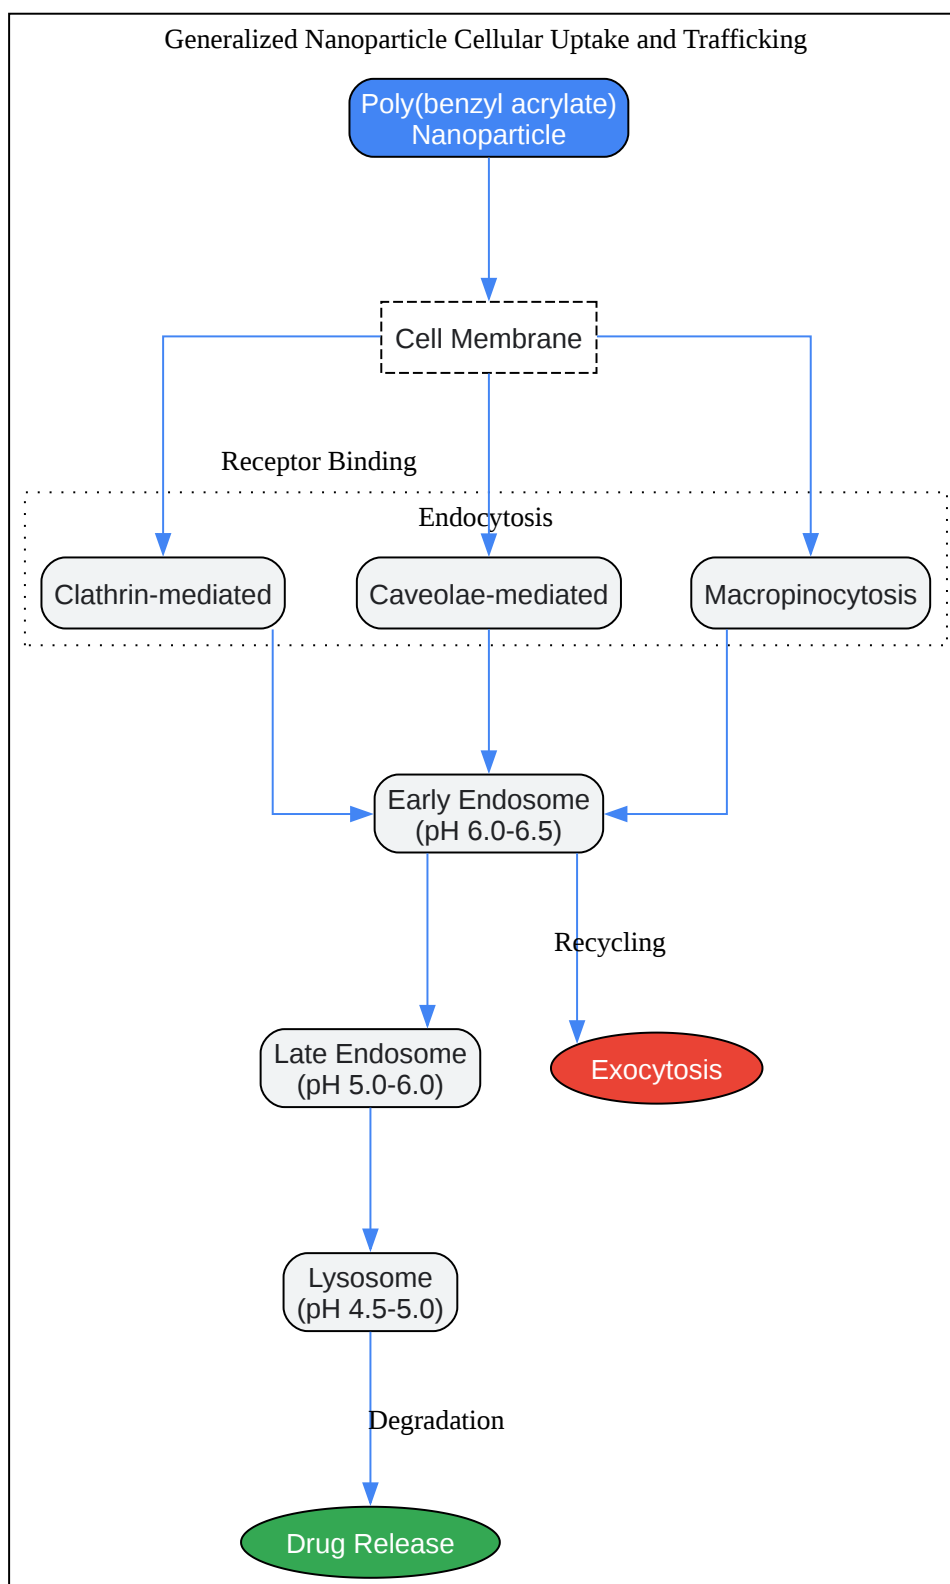 Generalized Nanoparticle Cellular Uptake and Trafficking
Poly(benzyl acrylate)
Nanoparticle
Cell Membrane
Receptor Binding
Endocytosis
Clathrin-mediated
Caveolae-mediated
Macropinocytosis
Early Endosome
(pH 6.0-6.5)
Recycling
Late Endosome
(pH 5.0-6.0)
Exocytosis
Lysosome
(pH 4.5-5.0)
Degradation
Drug Release